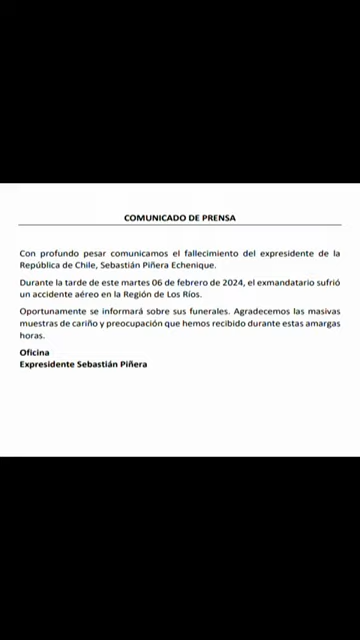 COMUNICADO DE PRENSA
Con profundo pesar comunicamos el fallecimiento del expresidente de la
República de Chile, Sebastián Piñera Echenique.
Durante la tarde de este martes 06 de febrero de 2024, el exmandatario sufrió
un accidente aéreo en la Región de Los Ríos.
Oportunamente se informará sobre sus funerales. Agradecemos las masivas
muestras de cariño y preocupación que hemos recibido durante estas amargas
horas.
Oficina
Expresidente Sebastián Piñera